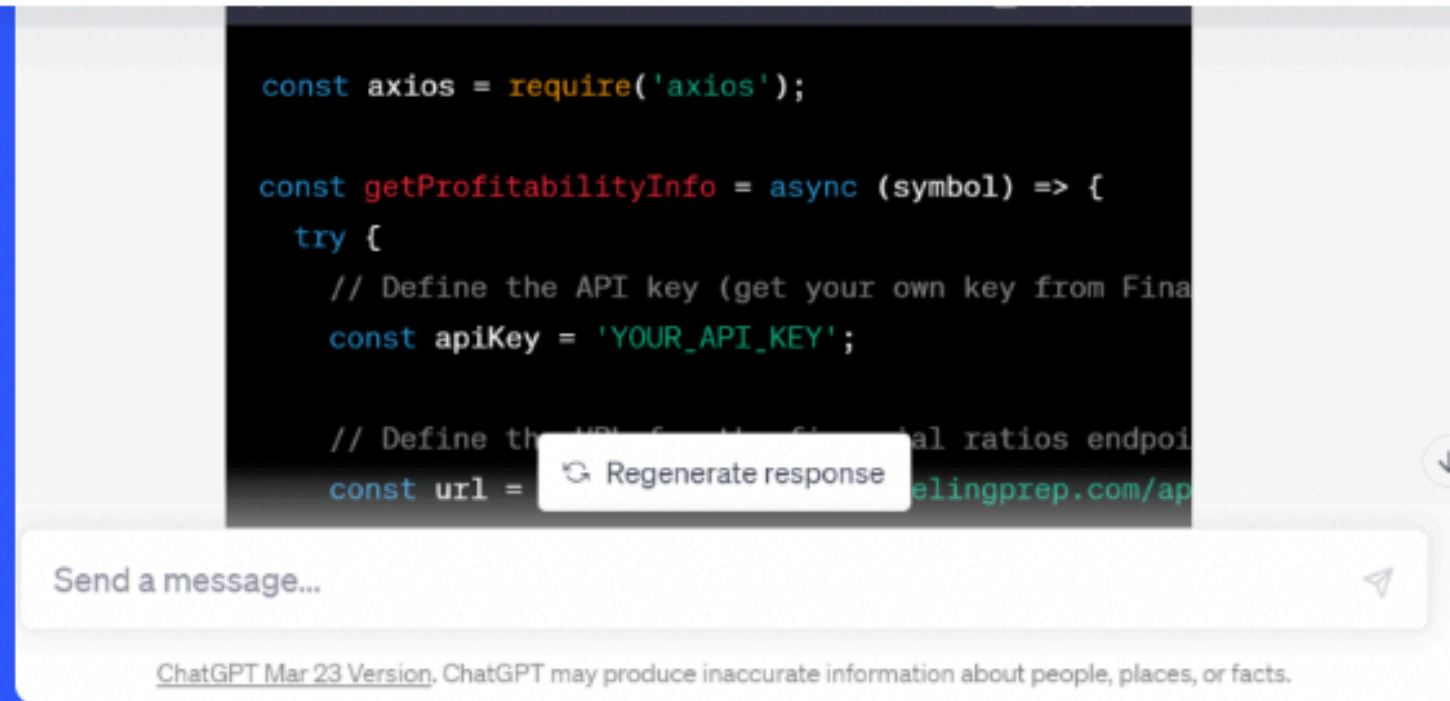 const axios = require('axios');
const getProfitabilityInfo = async (symbol) => {
try {
// Define the API key (get your own key from Fina
const apiKey = 'YOUR_API_KEY';
// Define th al ratios endpoi
const url = elingprep.com/ap
Regenerate response
Send a message...
ChatGPT Mar 23 Version. ChatGPT may produce inaccurate information about people, places, or facts.